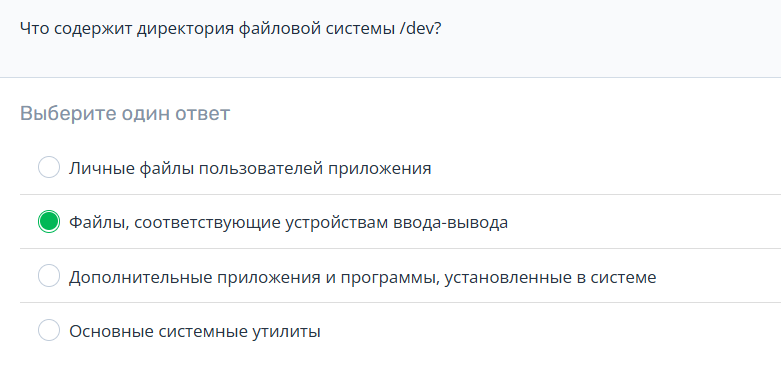 Что содержит директория файловой системы /dev?
Выберите один ответ
Личные файлы пользователей приложения
Файлы, соответствующие устройствам ввода-вывода
Дополнительные приложения и программы, установленные в системе
Основные системные утилиты